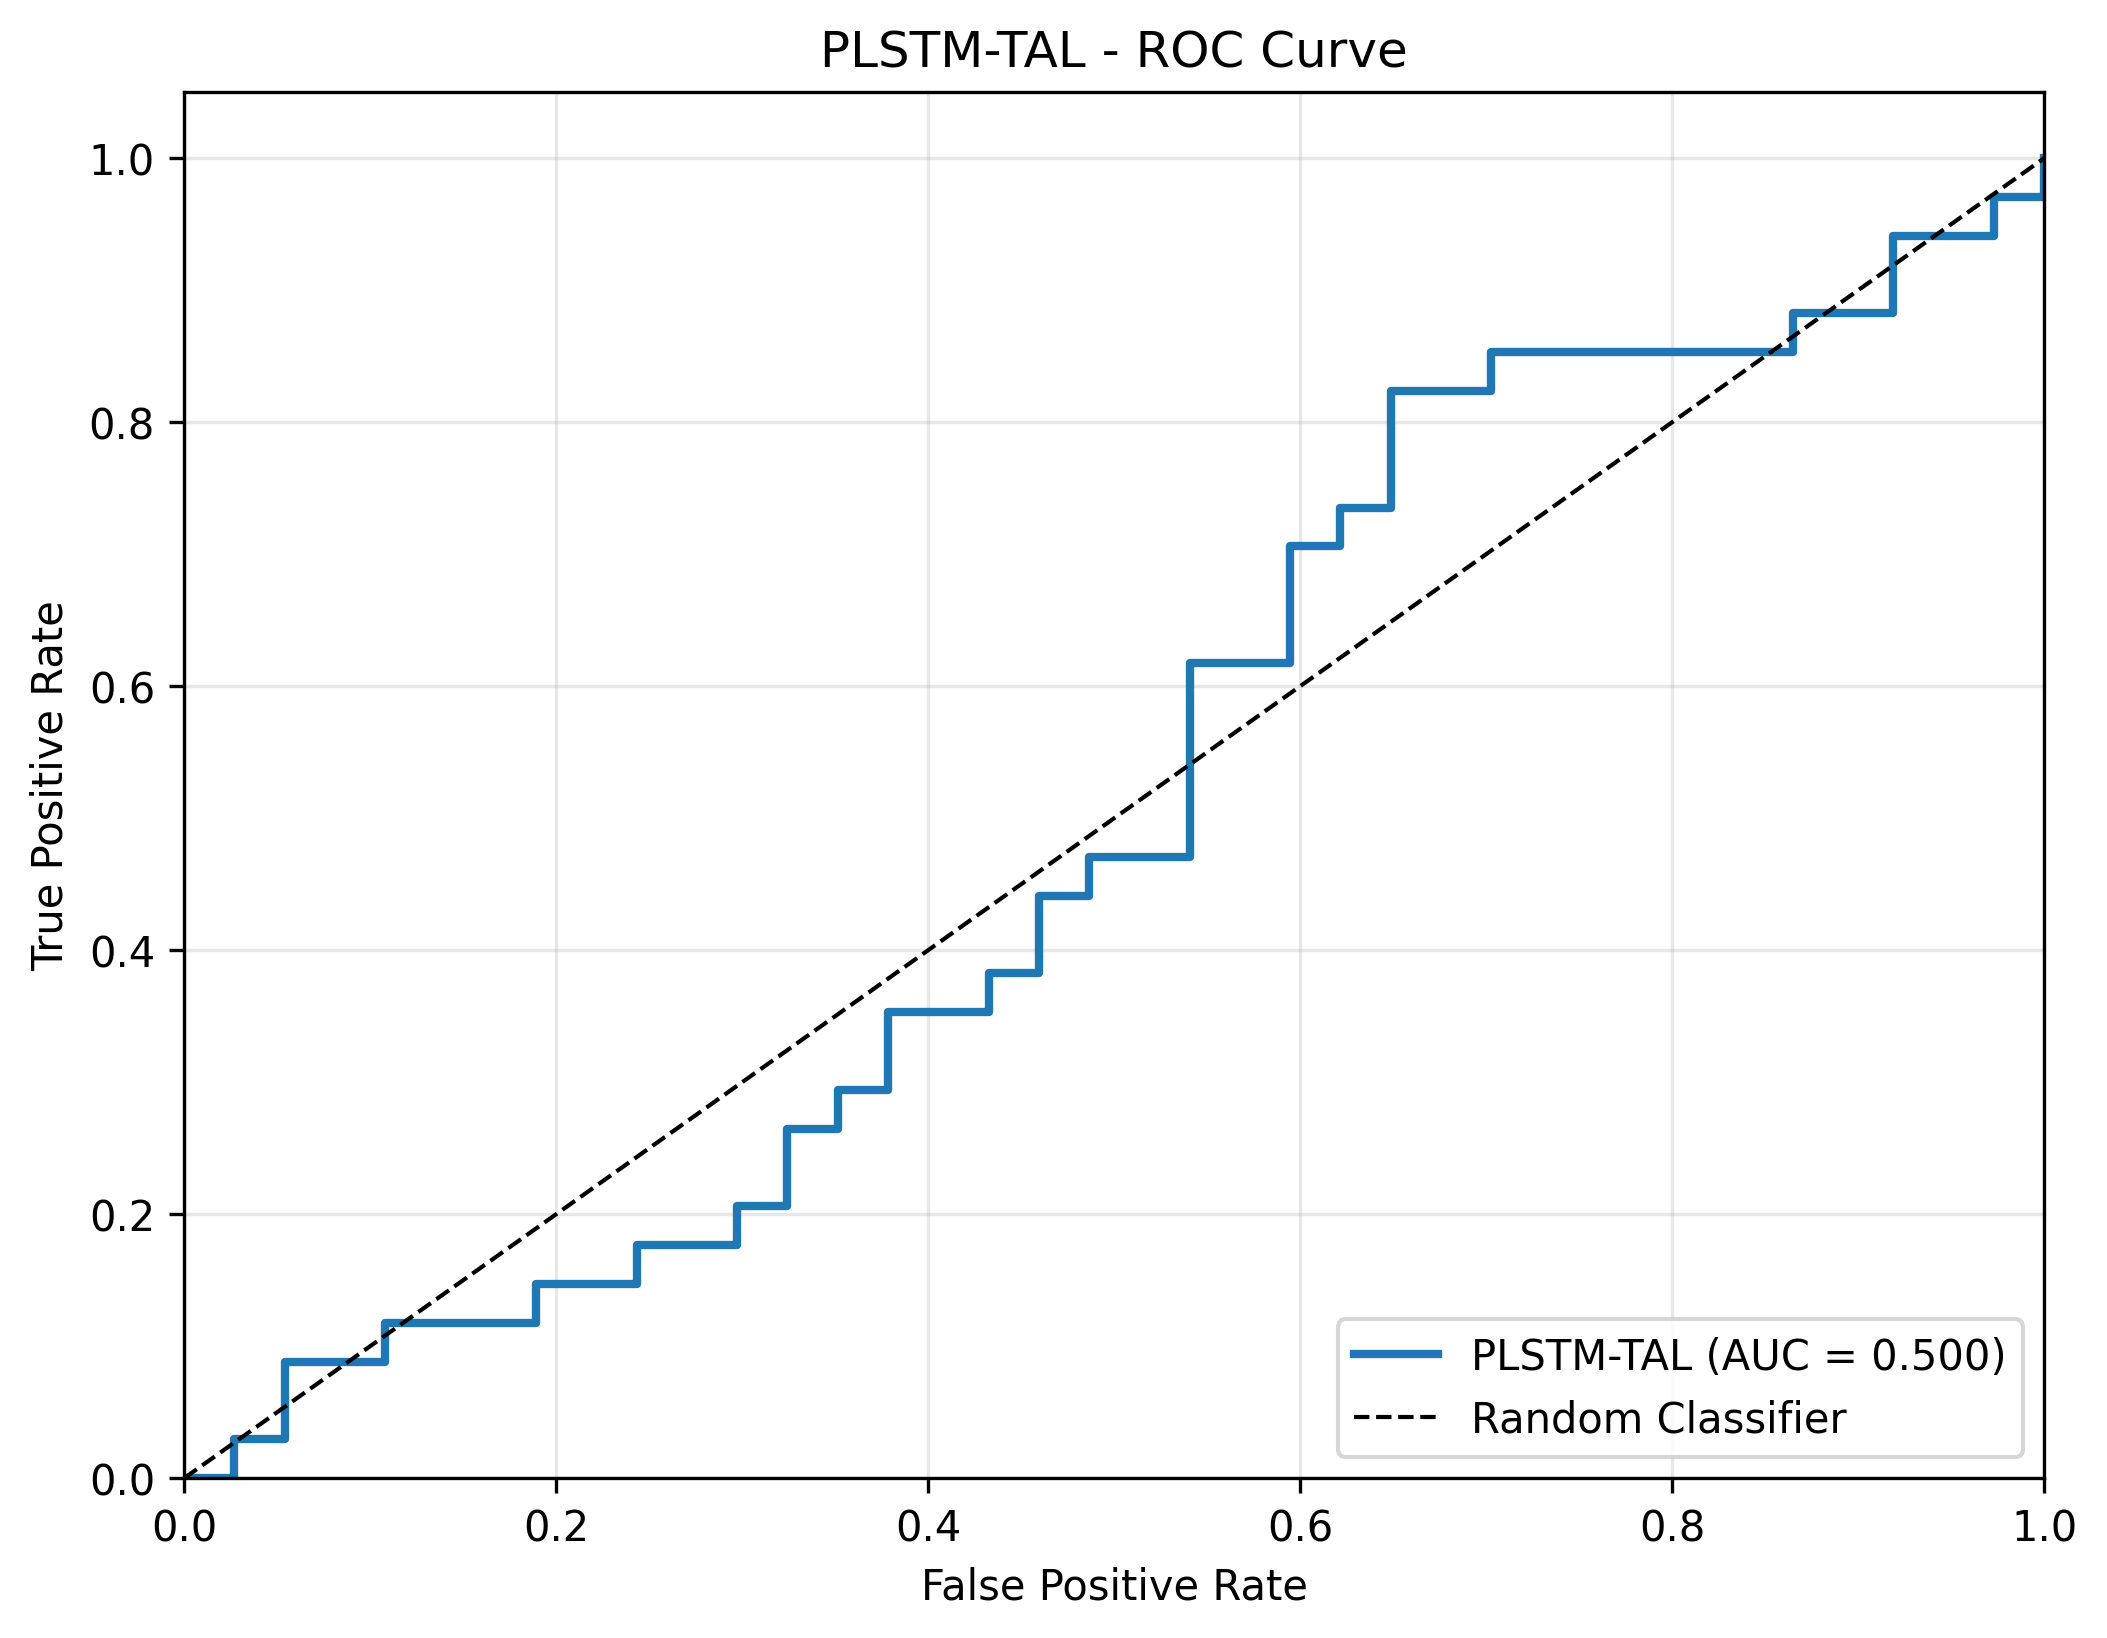 PLSTM-TAL - ROC Curve
True Positive Rate
1.0
0.8
0.6
0.4
0.2
0.0
0.0 0.2 0.4 0.6 0.8 1.0
False Positive Rate
PLSTM-TAL (AUC = 0.500)
Random Classifier